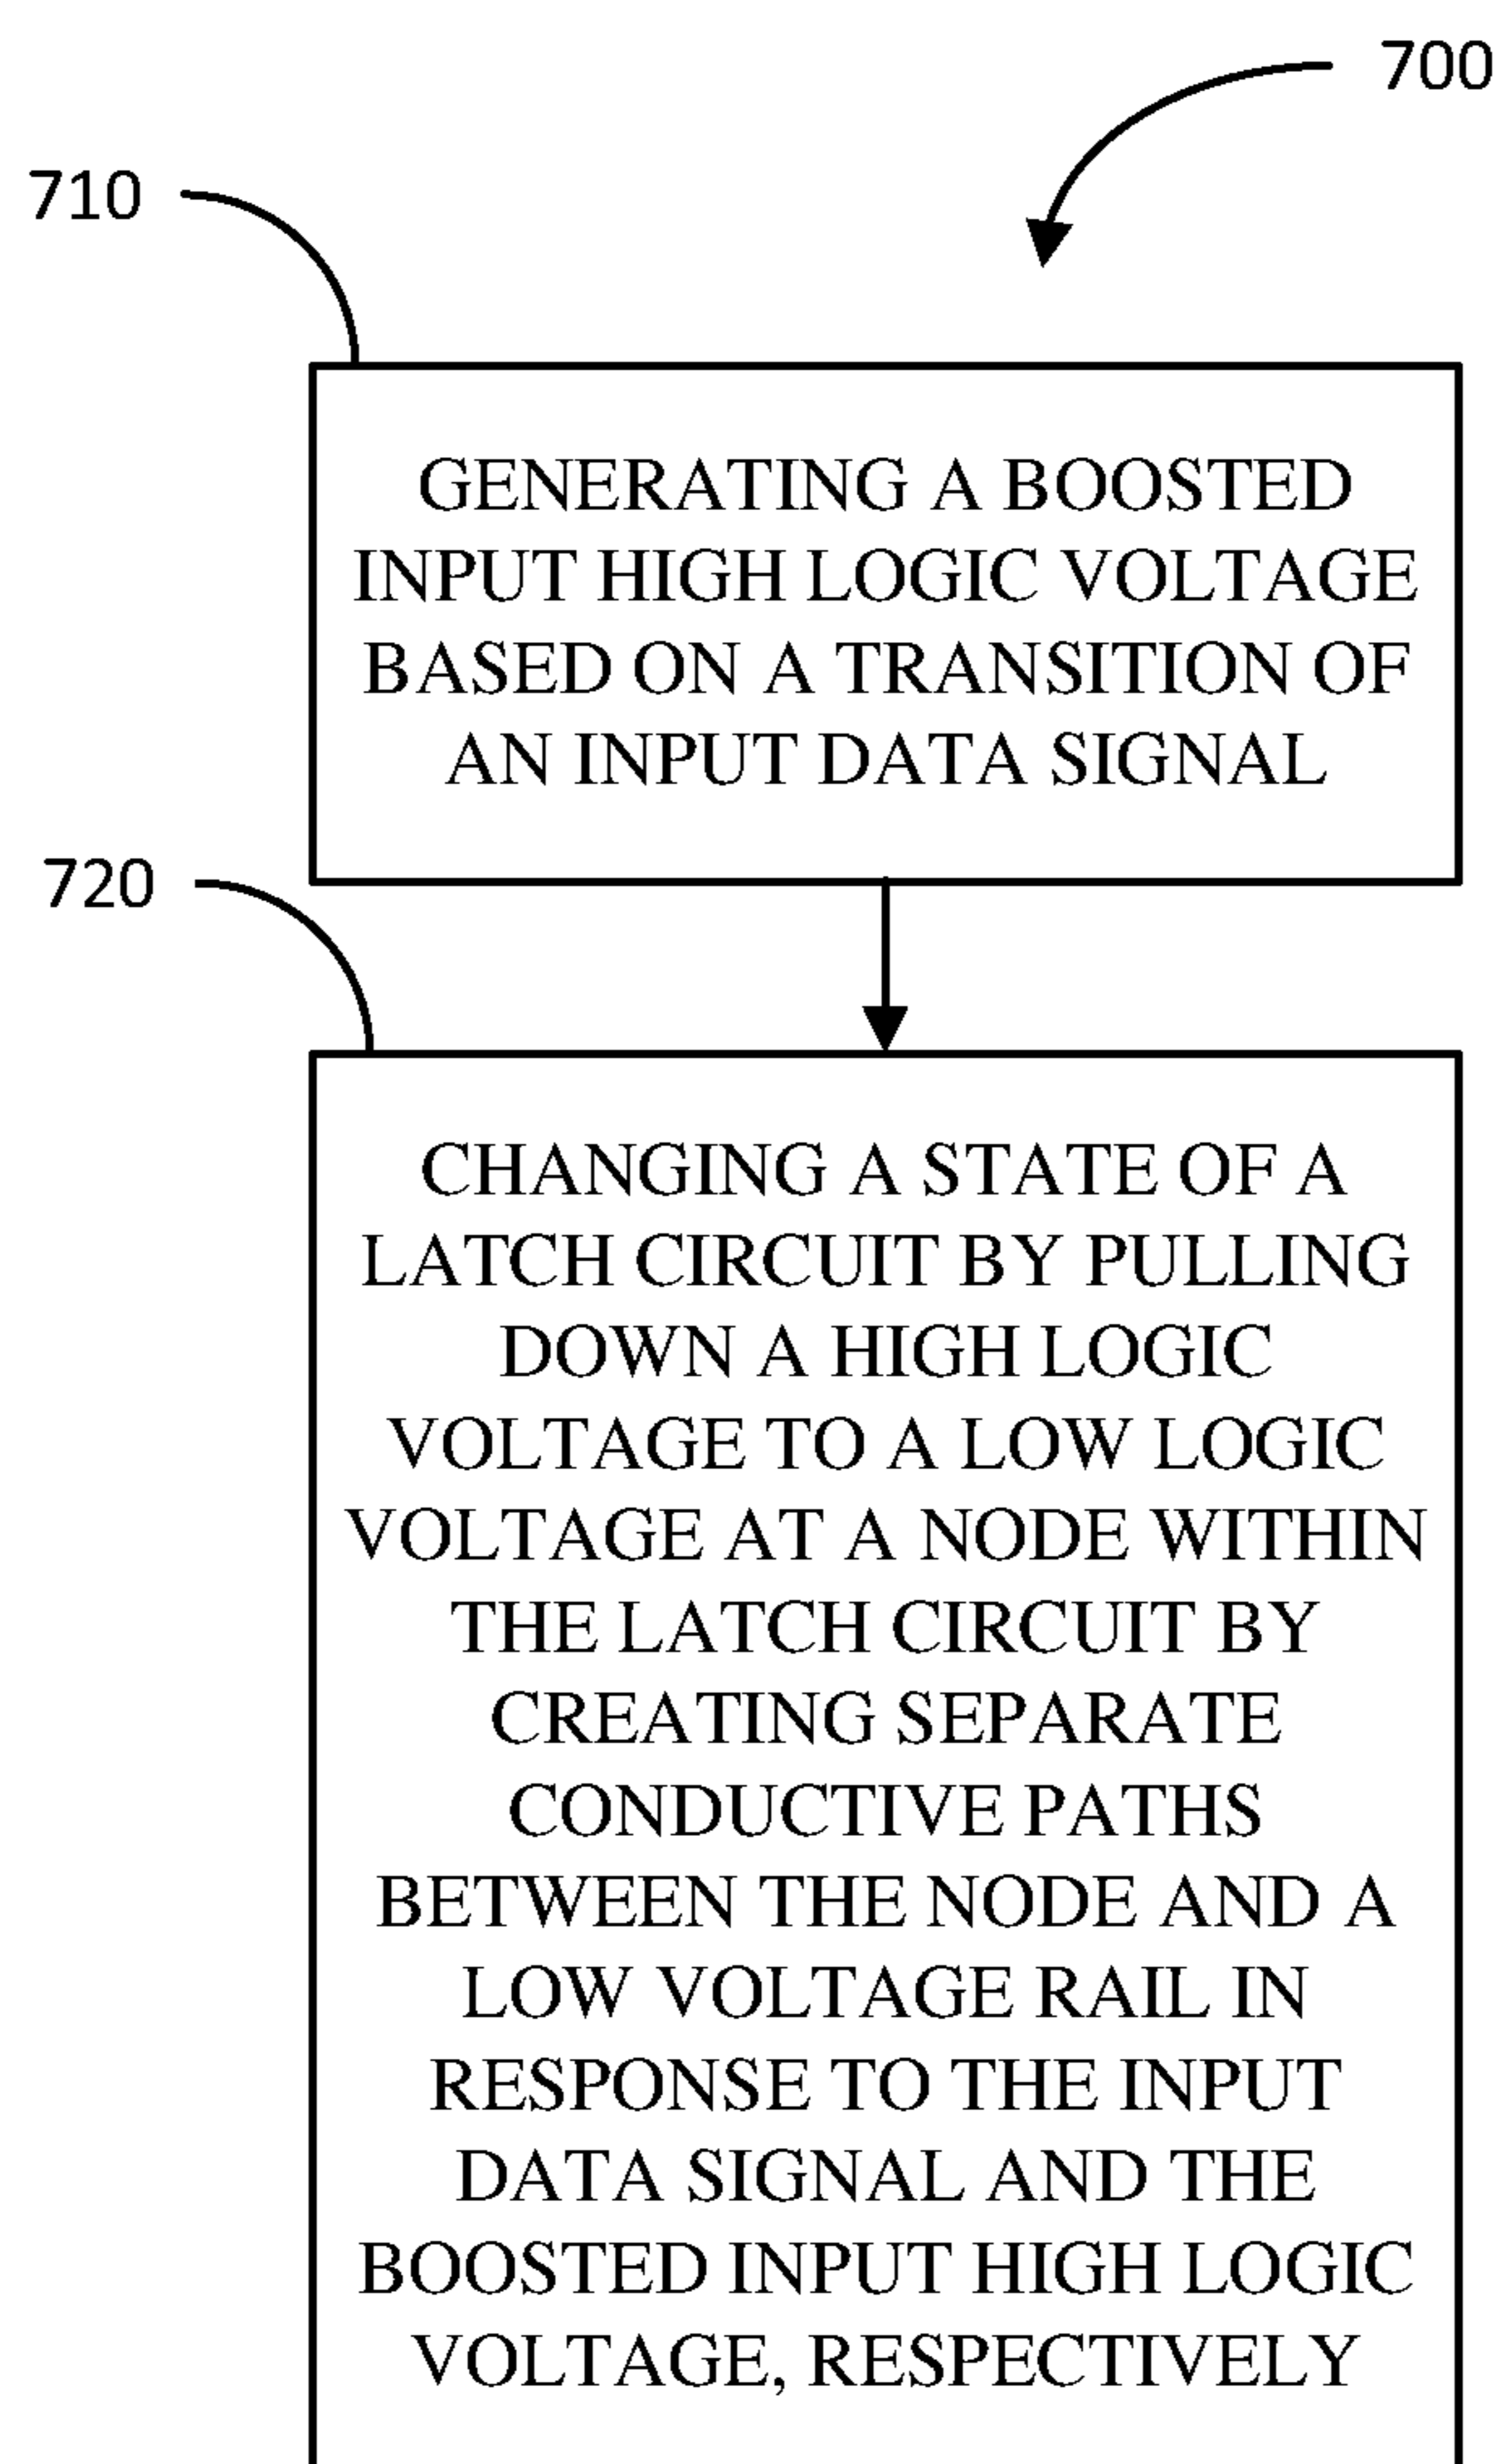 700
710
GENERATING A BOOSTED
INPUT HIGH LOGIC VOLTAGE
BASED ON A TRANSITION OF
AN INPUT DATA SIGNAL
720
CHANGING A STATE OF A
LATCH CIRCUIT BY PULLING
DOWN A HIGH LOGIC
VOLTAGE TO A LOW LOGIC
VOLTAGE AT A NODE WITHIN
THE LATCH CIRCUIT BY
CREATING SEPARATE
CONDUCTIVE PATHS
BETWEEN THE NODE AND A
LOW VOLTAGE RAIL IN
RESPONSE TO THE INPUT
DATA SIGNAL AND THE
BOOSTED INPUT HIGH LOGIC
VOLTAGE, RESPECTIVELY